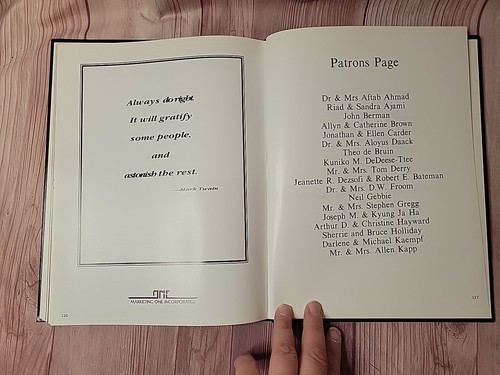 Always do right.
It will gratify
some people,
and
astonish the rest.
—Mark Twain
ONE
MARKETING ONE INCORPORATED
Patrons Page
Dr & Mrs Aftab Ahmad
Riad & Sandra Ajami
John Berman
Allyn & Catherine Brown
Jonathan & Ellen Carder
Dr. & Mrs. Aloyus Daack
Theo de Bruin
Kuniko M. DeDeese-Ttee
Mr. & Mrs. Tom Derry
Jeanette R. Dezsofi & Robert E. Bateman
Dr. & Mrs. D.W. Froom
Neil Gebbie
Mr. & Mrs. Stephen Gregg
Joseph M. & Kyung Ja Ha
Arthur D. & Christine Hayward
Sherrie and Bruce Holliday
Darlene & Michael Kaempf
Mr. & Mrs. Allen Kapp
127